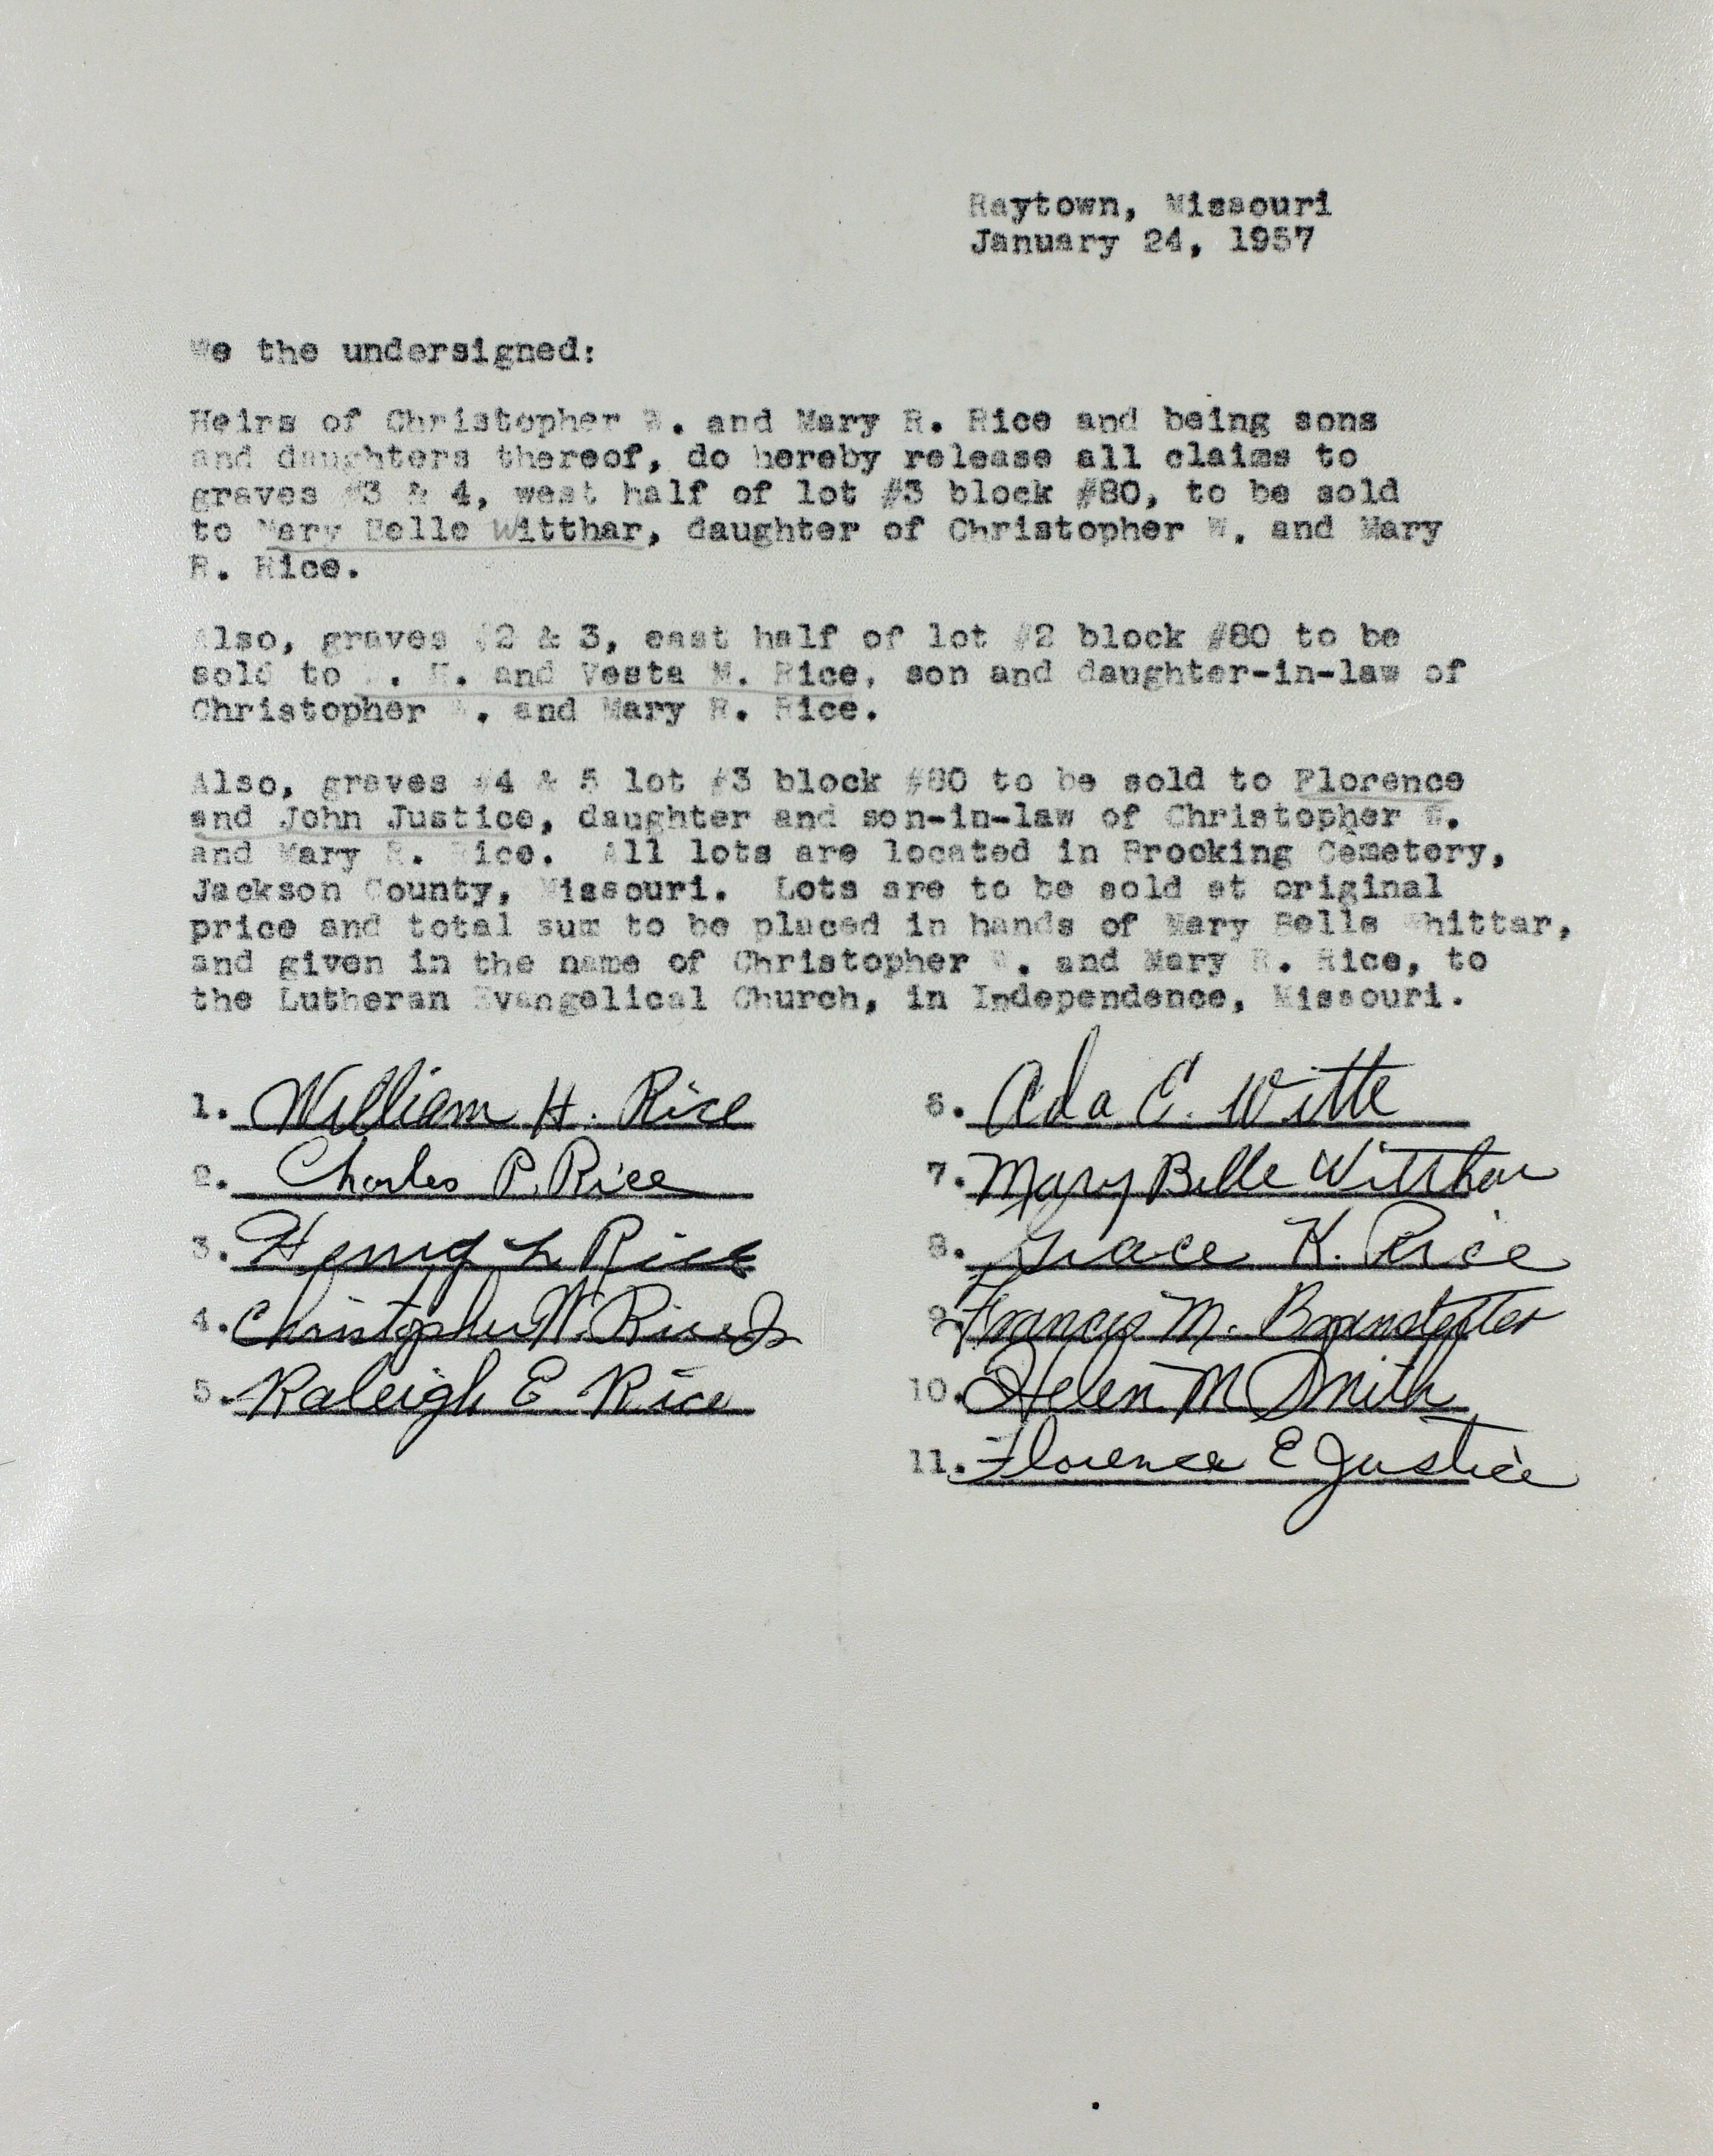 Raytown, Missouri
January 24, 1957
We the undersigned:
Heirs of Christopher W. and Mary R. Rice and being sons
and daughters thereof, do hereby release all claims to
graves #3 & 4, west half of lot #3 block #80, to be sold
to Mary Belle Witthar, daughter of Christopher W. and Mary
R. Rice.
Also, graves #2 & 3, east half of lot #2 block #80 to be
sold to . H. and Vesta M. Rice, son and daughter-in-law of
Christopher W. and Mary R. Rice.
Also, graves #4 & 5 lot #3 block #80 to be sold to Florence
and John Justice, daughter and son-in-law of Christopher W.
and Mary R. Rice. All lots are located in Brooking Cemetery,
Jackson County, Missouri. Lots are to be sold at original
price and total sum to be placed in hands of Mary Belle Whittar,
and given in the name of Christopher W. and Mary R. Rice, to
the Lutheran Evangelical Church, in Independence, Missouri.
1. William H. Rice
2. Charles P. Rice
3. Henry L Rice
4. Christopher W. Rice Jr
5. Raleigh E Rice
6. Ada E. Witte
7. Mary Belle Witthar
8. Grace K. Rice
9. Francis M. Brownstetter
10. Helen M Smith
11. Florence E Justice